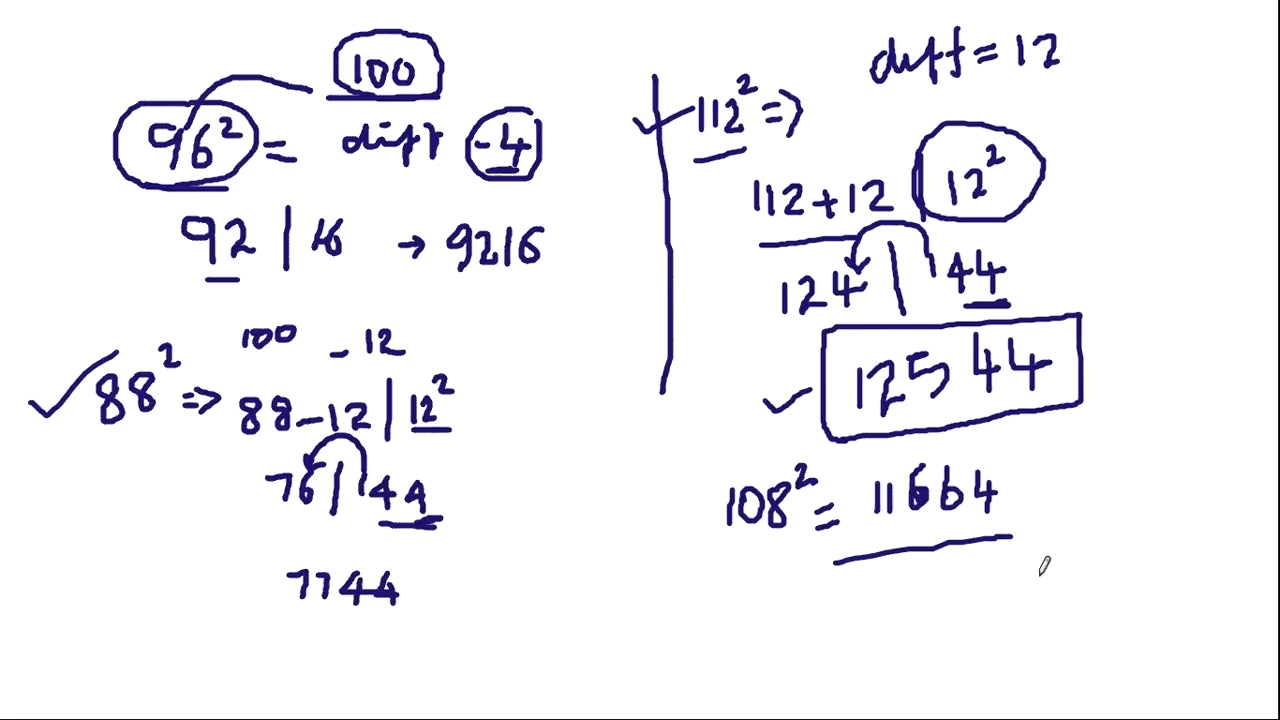 100
96² = diff -4
92 | 16 → 9216
100 - 12
88² => 88-12 | 12²
76 | 44
7744
diff = 12
112² =>
112+12 | 12²
124 | 44
12544
108² = 11664